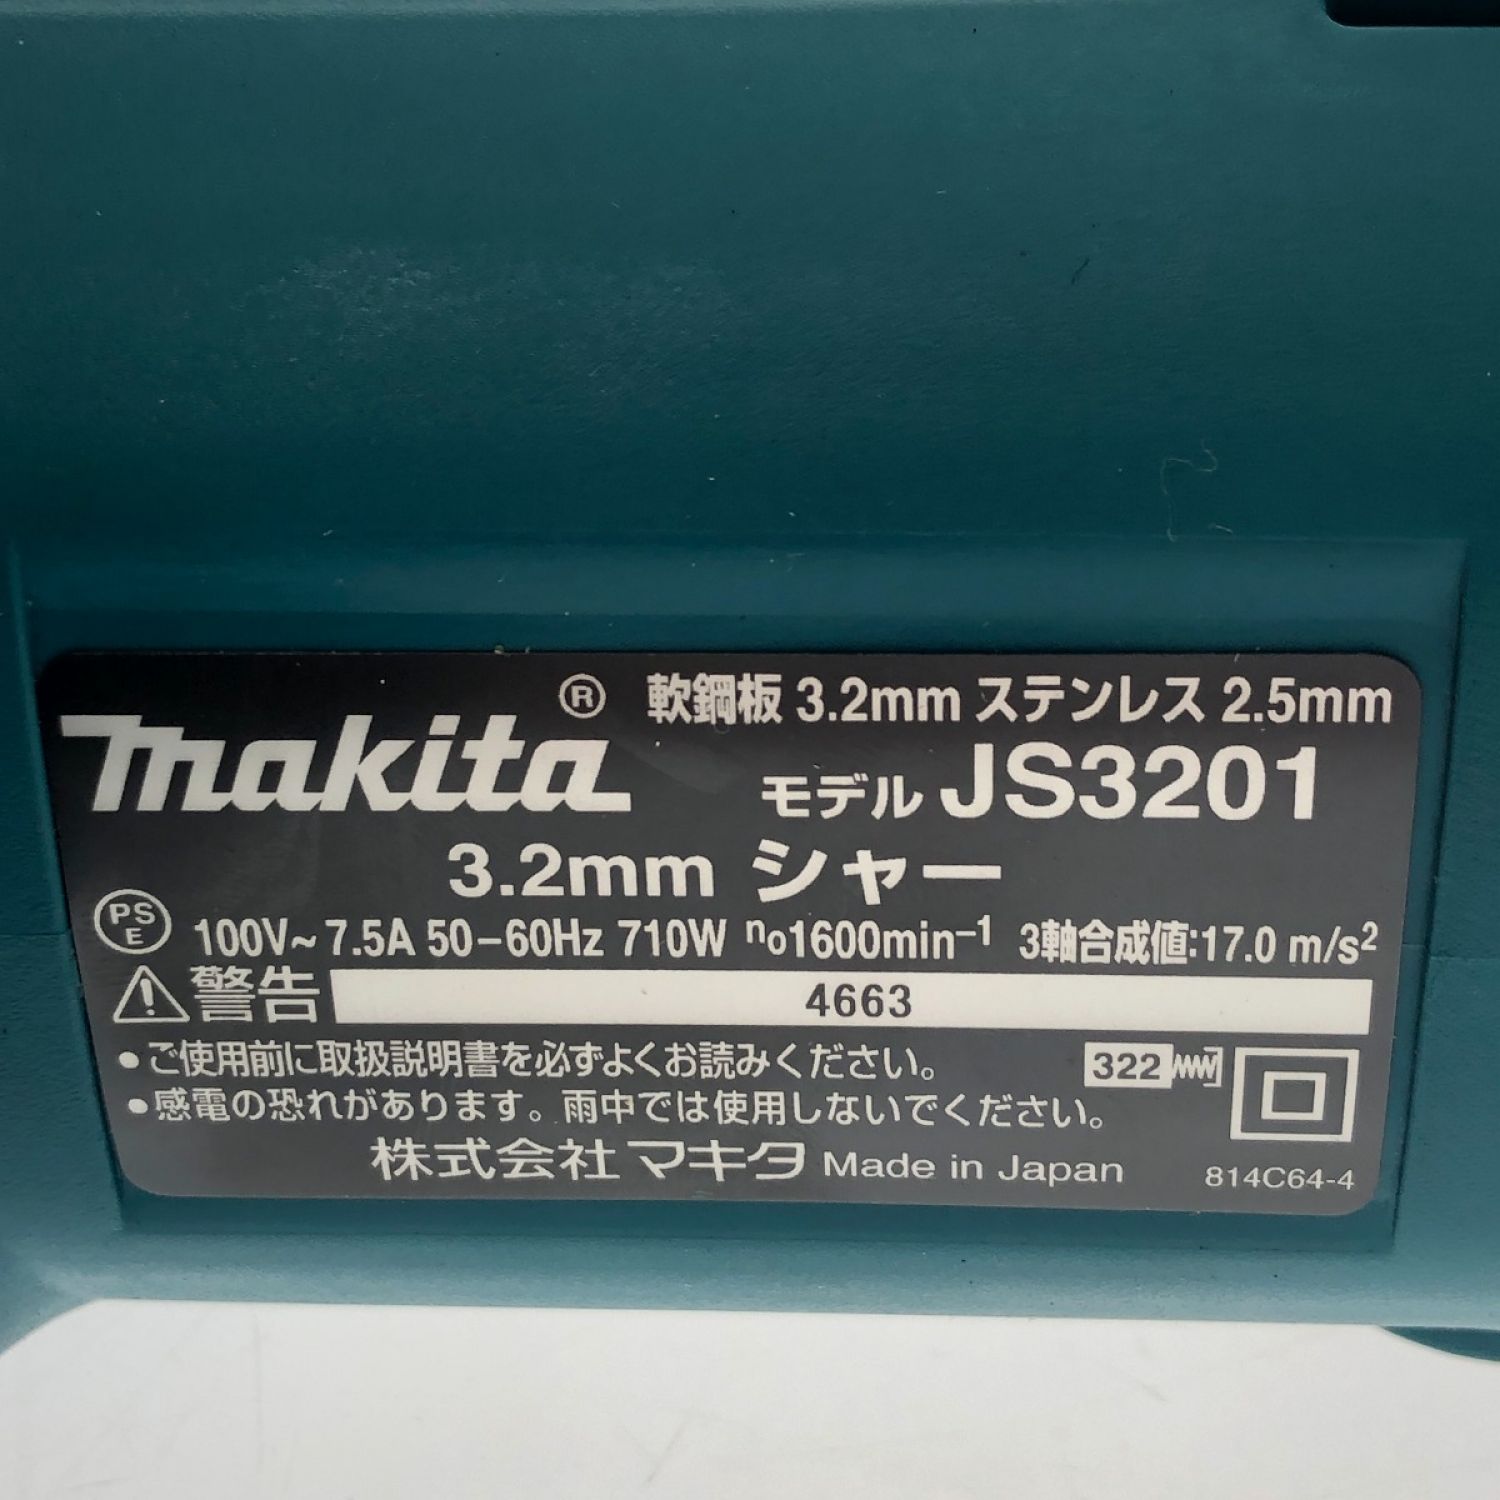 軟鋼板 3.2mm ステンレス 2.5mm
makita®
モデル JS3201
3.2mm シャー
PSE 100V~7.5A 50-60Hz 710W n₀1600min⁻¹ 3軸合成値:17.0 m/s²
警告 4663
•ご使用前に取扱説明書を必ずよくお読みください。 322
•感電の恐れがあります。雨中では使用しないでください。
株式会社 マキタ Made in Japan 814C64-4